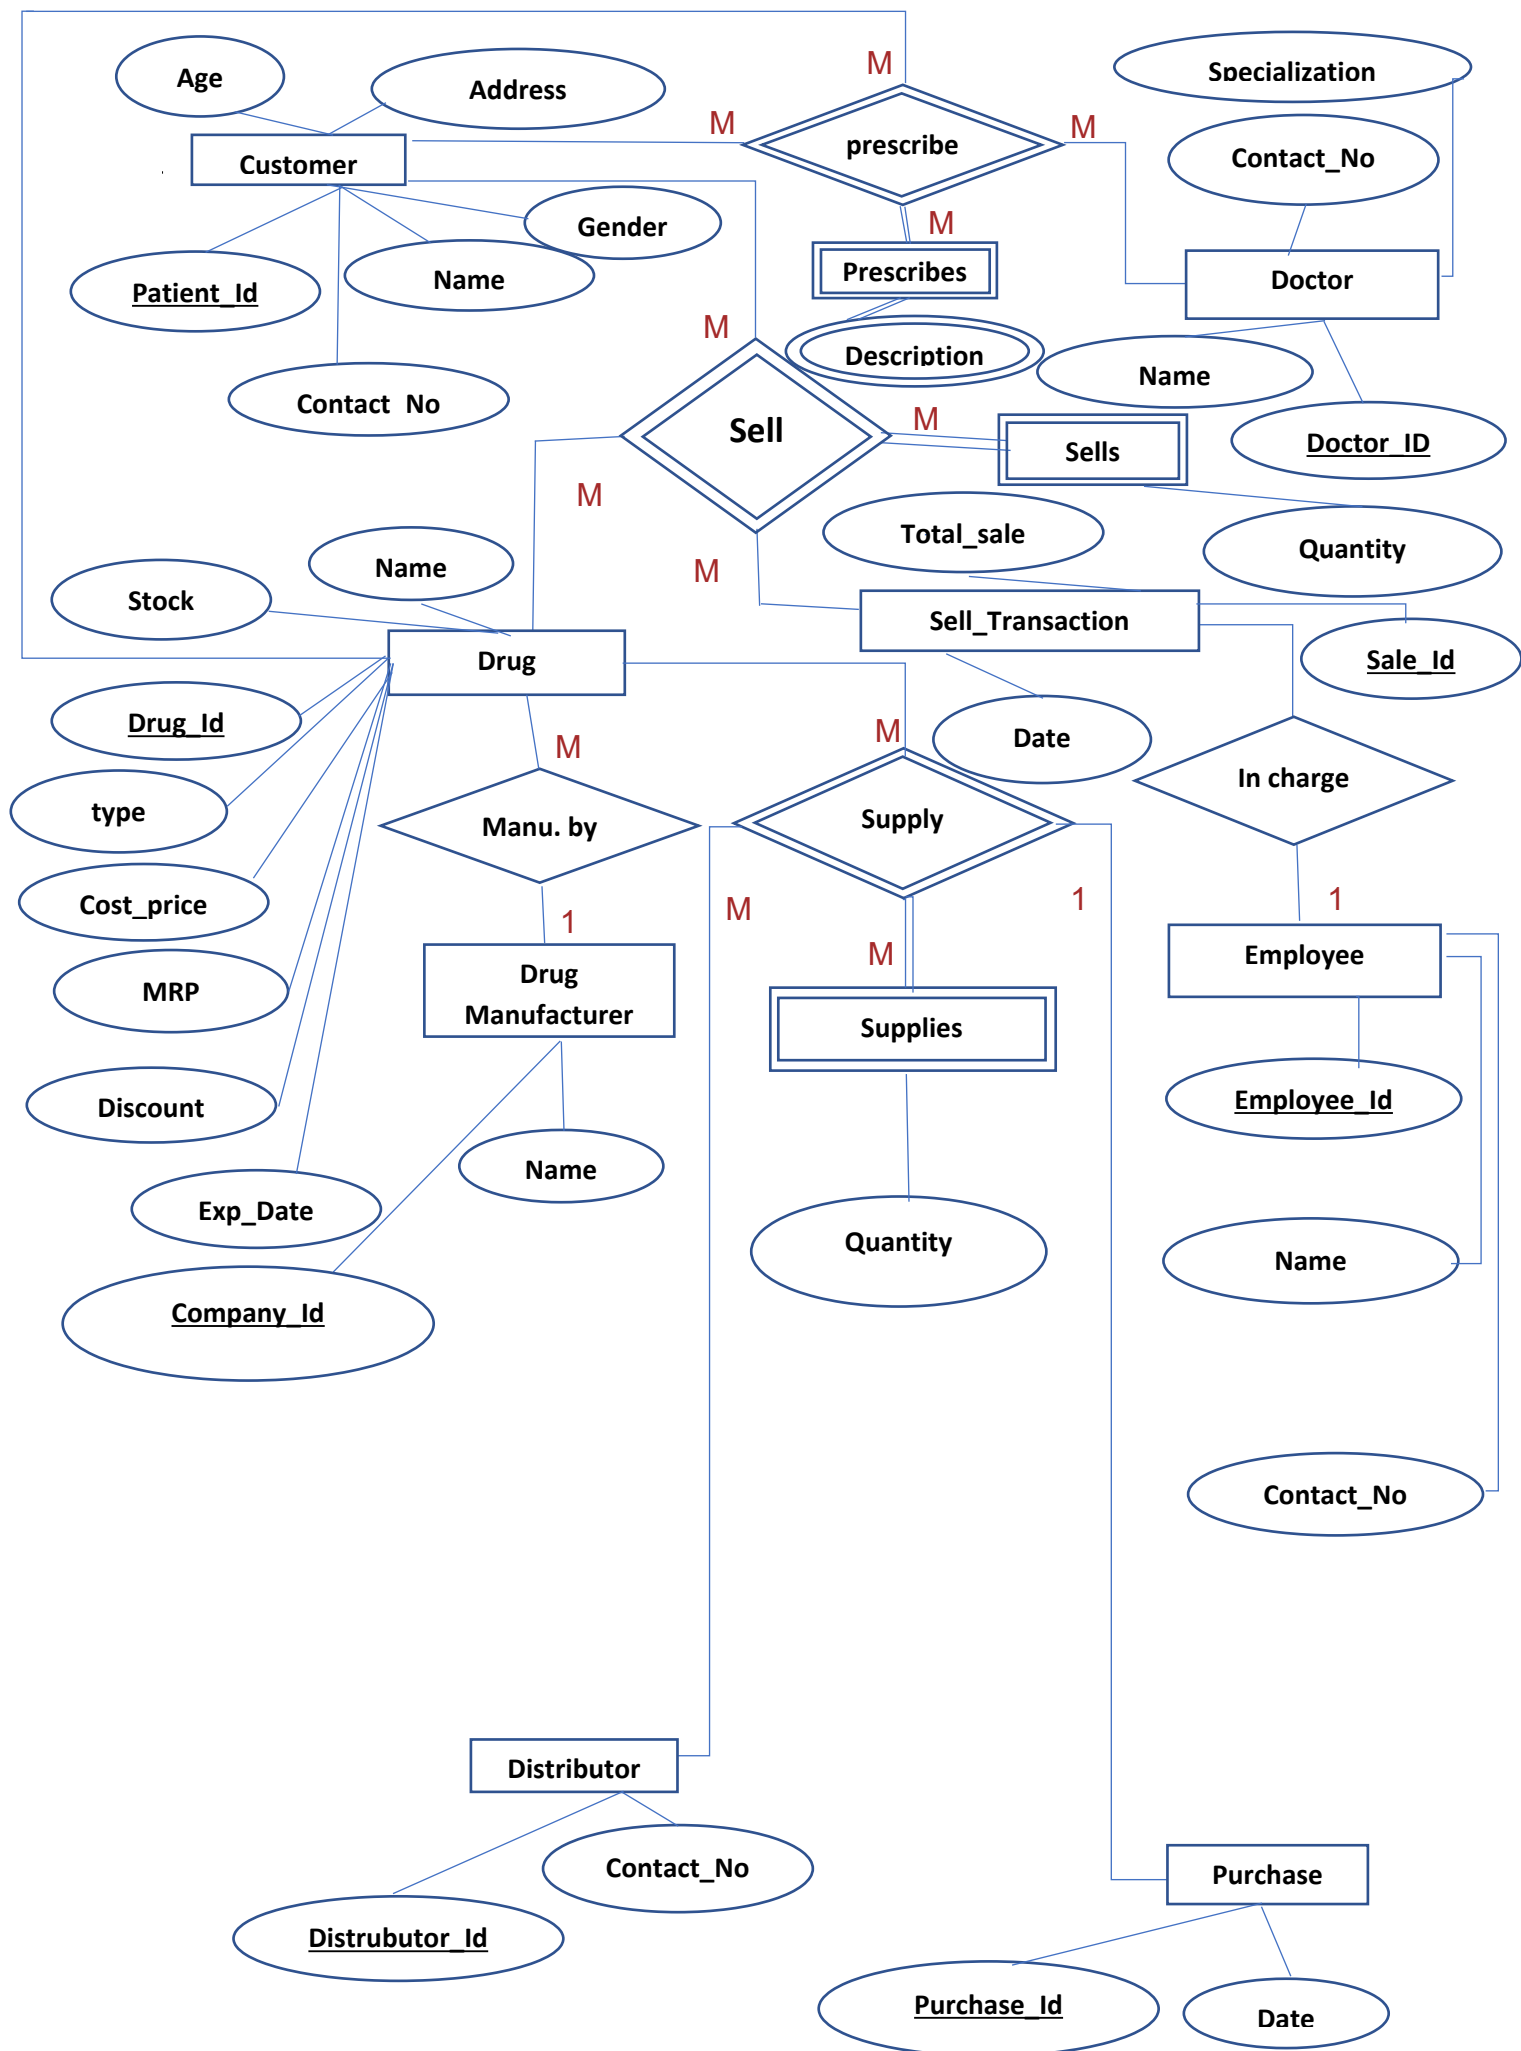 M
Age
Address
Specialization
M
M
prescribe
Contact_No
Customer
Gender
M
Name
Patient_Id
Prescribes
Doctor
M
Description
Name
Contact_No
Sell
M
Sells
Doctor_ID
M
Total_sale
Quantity
Name
M
Stock
Sell_Transaction
Drug
Sale_Id
Drug_Id
M
M
Date
In charge
type
Manu. by
Supply
Cost_price
1
M
1
1
M
Employee
MRP
Drug
Manufacturer
Supplies
Employee_Id
Discount
Name
Exp_Date
Quantity
Name
Company_Id
Contact_No
Distributor
Contact_No
Purchase
Distrubutor_Id
Purchase_Id
Date